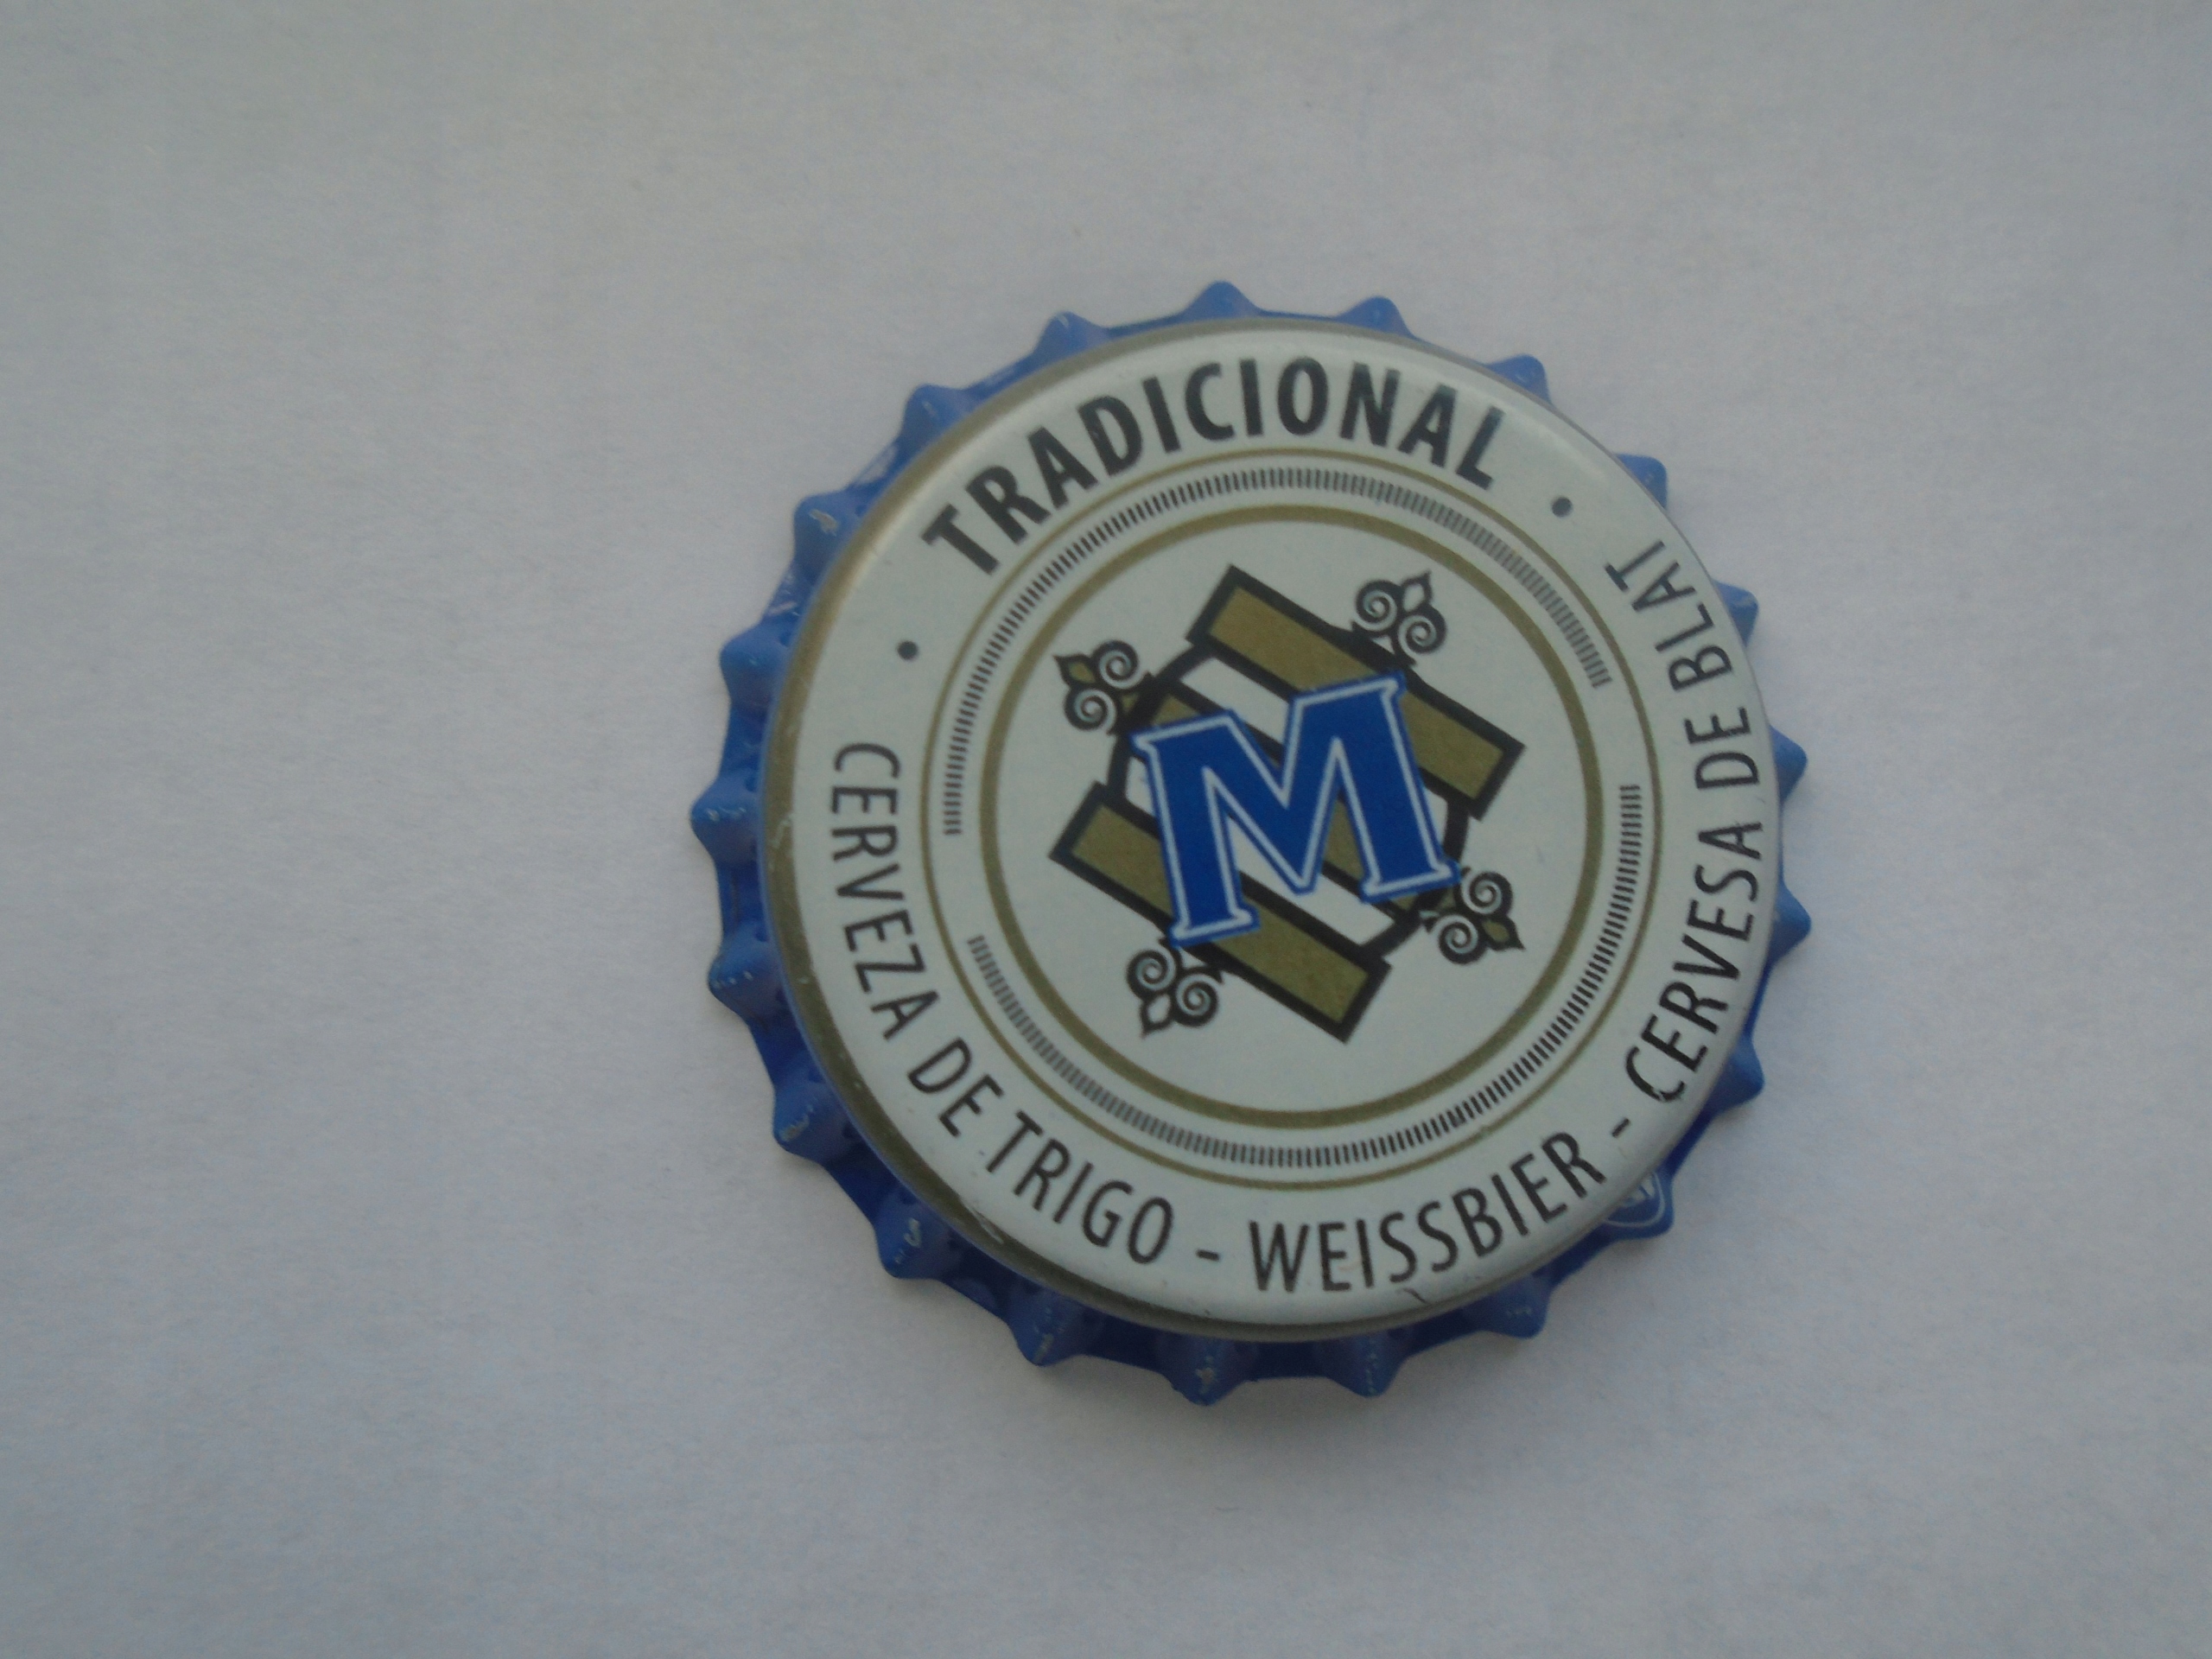 • TRADICIONAL •
CERVEZA DE TRIGO - WEISSBIER - CERVESA DE BLAT
M